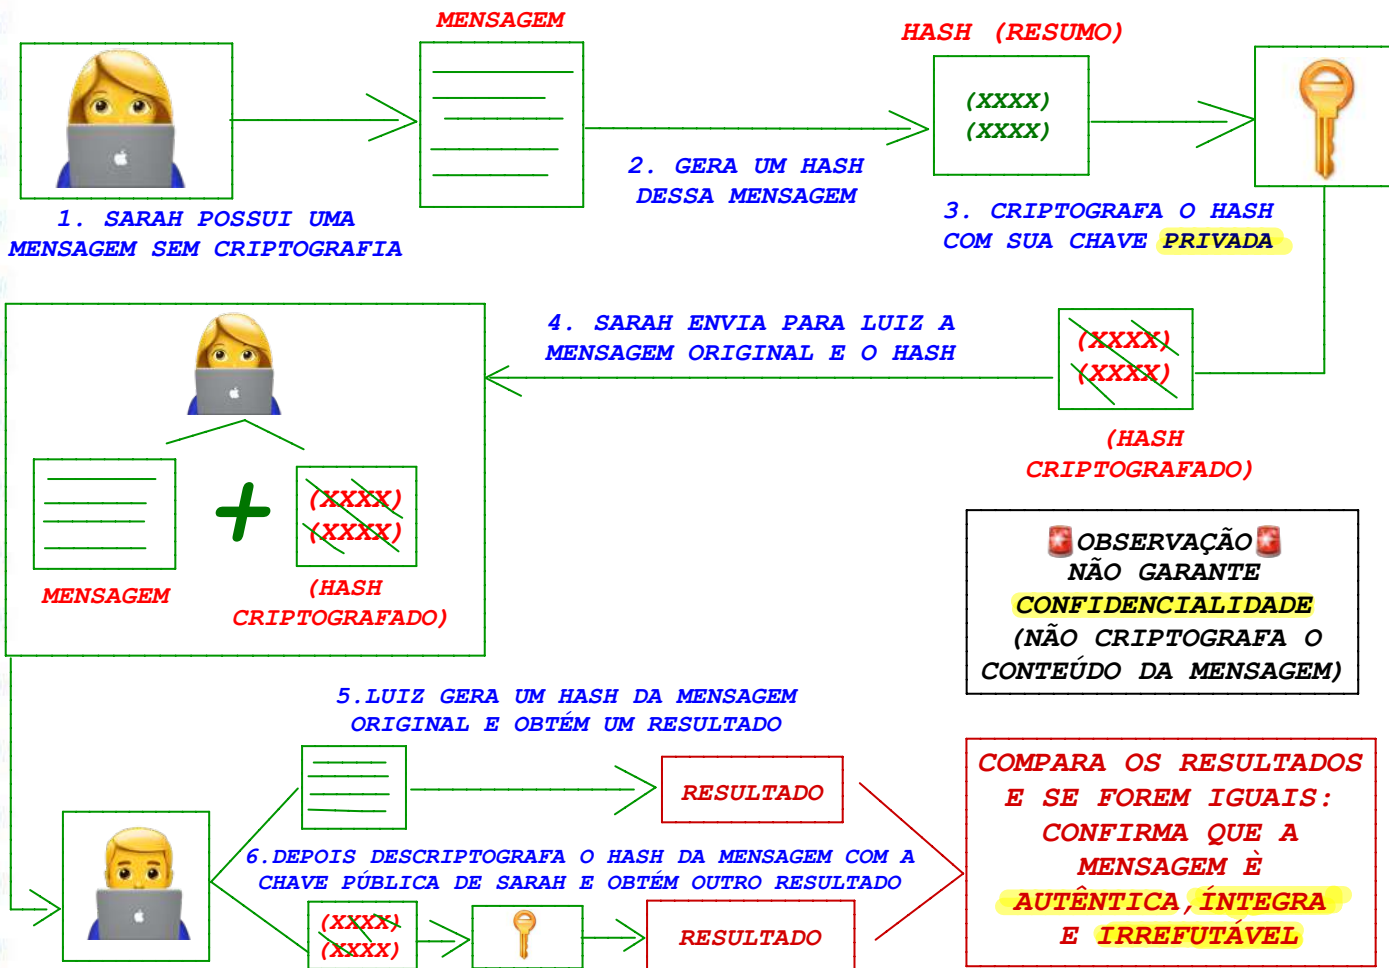 MENSAGEM
HASH (RESUMO)
(XXXX)
(XXXX)
1. SARAH POSSUI UMA
MENSAGEM SEM CRIPTOGRAFIA
2. GERA UM HASH
DESSA MENSAGEM
3. CRIPTOGRAFA O HASH
COM SUA CHAVE PRIVADA
4. SARAH ENVIA PARA LUIZ A
MENSAGEM ORIGINAL E O HASH
(XXXX)
(XXXX)
(HASH
CRIPTOGRAFADO)
MENSAGEM
+
(XXXX)
(XXXX)
(HASH
CRIPTOGRAFADO)
OBSERVAÇÃO
NÃO GARANTE
CONFIDENCIALIDADE
(NÃO CRIPTOGRAFA O
CONTEÚDO DA MENSAGEM)
5.LUIZ GERA UM HASH DA MENSAGEM
ORIGINAL E OBTÉM UM RESULTADO
RESULTADO
6.DEPOIS DESCRIPTOGRAFA O HASH DA MENSAGEM COM A
CHAVE PÚBLICA DE SARAH E OBTÉM OUTRO RESULTADO
(XXXX)
(XXXX)
RESULTADO
COMPARA OS RESULTADOS
E SE FOREM IGUAIS:
CONFIRMA QUE A
MENSAGEM È
AUTÊNTICA,ÍNTEGRA
E IRREFUTÁVEL